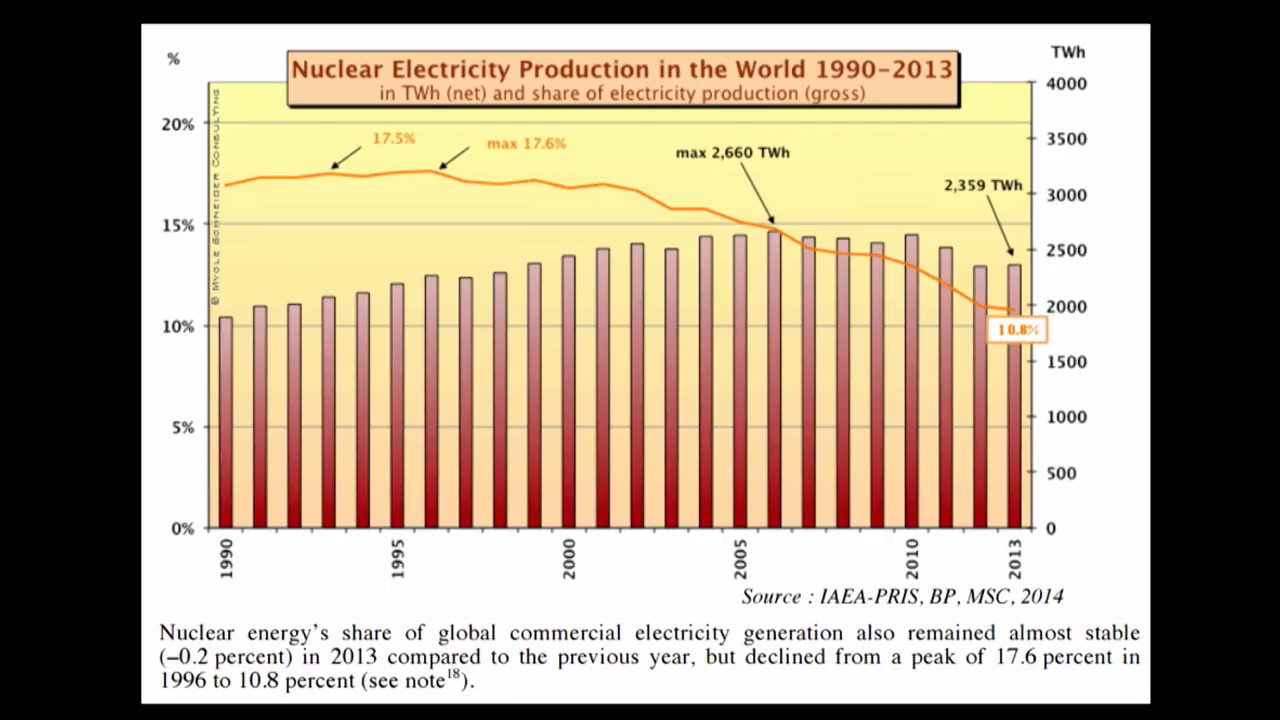 %
TWh
Nuclear Electricity Production in the World 1990–2013
in TWh (net) and share of electricity production (gross)
4000
20%
17.5%
max 17.6%
3500
max 2,660 TWh
2,359 TWh
3000
15%
2500
2000
10%
10.8%
1500
1000
5%
500
0%
0
1990
1995
2000
2005
2010
2013
Source : IAEA-PRIS, BP, MSC, 2014
Nuclear energy’s share of global commercial electricity generation also remained almost stable
(–0.2 percent) in 2013 compared to the previous year, but declined from a peak of 17.6 percent in
1996 to 10.8 percent (see note18).